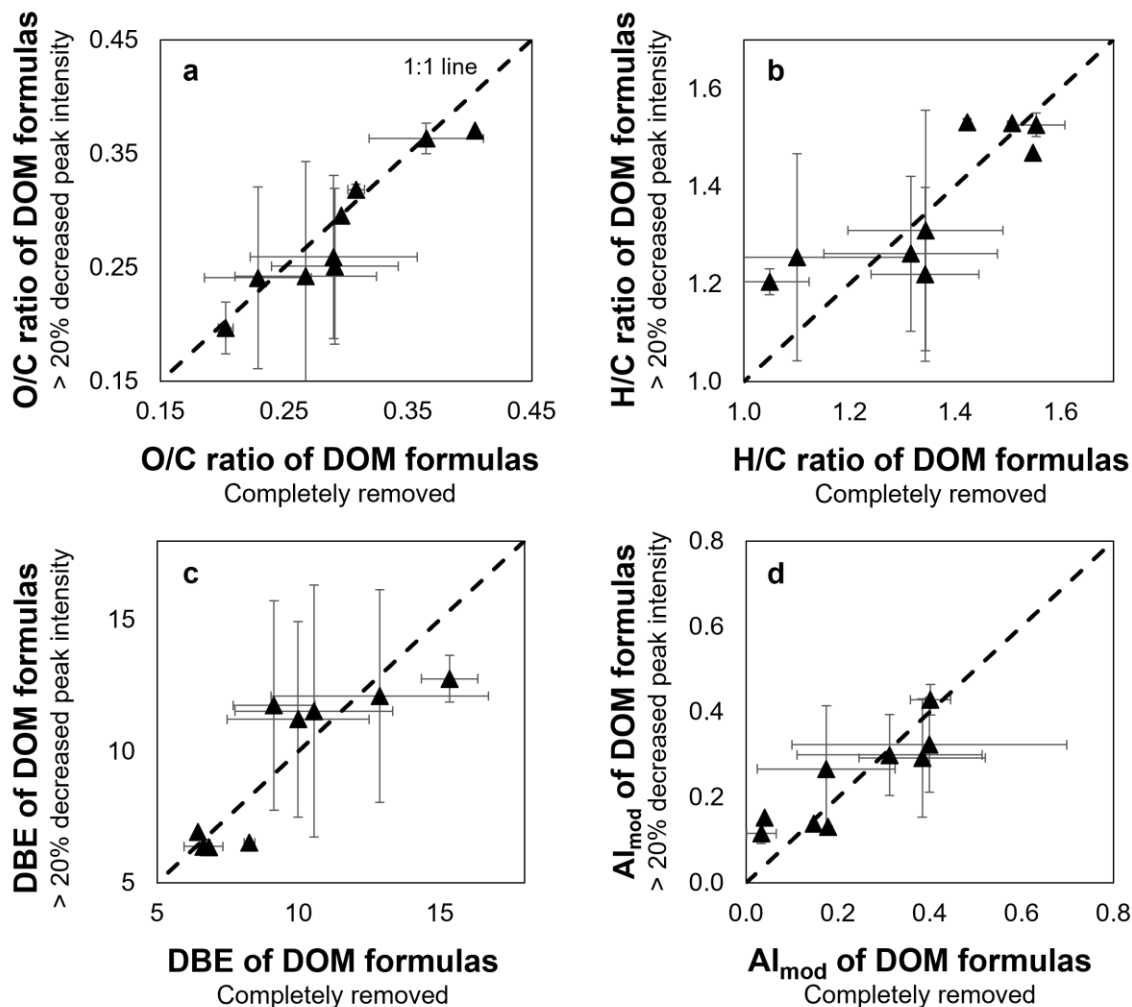 O/C ratio of DOM formulas
> 20% decreased peak intensity
0.45
0.35
0.25
0.15
a
1:1 line
0.15
0.25
0.35
0.45
O/C ratio of DOM formulas
Completely removed
H/C ratio of DOM formulas
> 20% decreased peak intensity
1.6
1.4
1.2
1.0
b
1.0
1.2
1.4
1.6
H/C ratio of DOM formulas
Completely removed
DBE of DOM formulas
> 20% decreased peak intensity
15
10
5
c
5
10
15
DBE of DOM formulas
Completely removed
AImod of DOM formulas
> 20% decreased peak intensity
0.8
0.6
0.4
0.2
0.0
d
0.0
0.2
0.4
0.6
0.8
AImod of DOM formulas
Completely removed